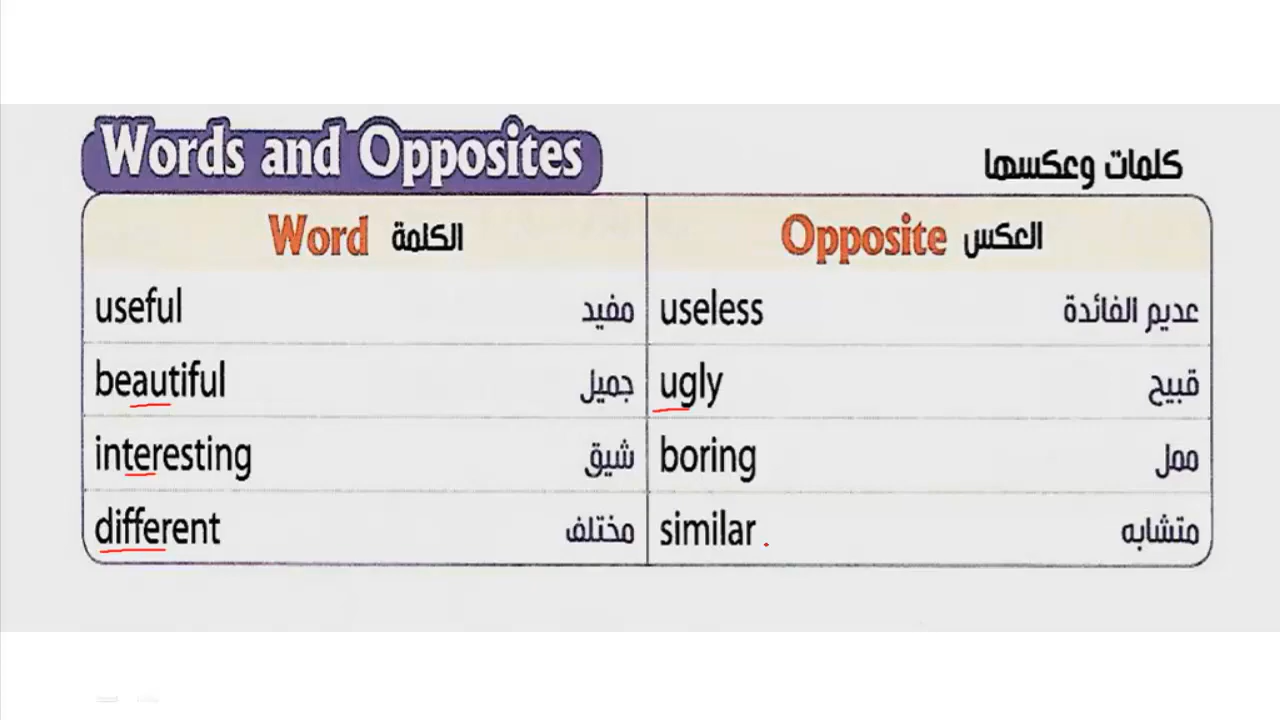 Words and Opposites كلمات وعكسها
Word الكلمة Opposite العكس
useful مفيد useless عديم الفائدة
beautiful جميل ugly قبيح
interesting شيق boring ممل
different مختلف similar متشابه